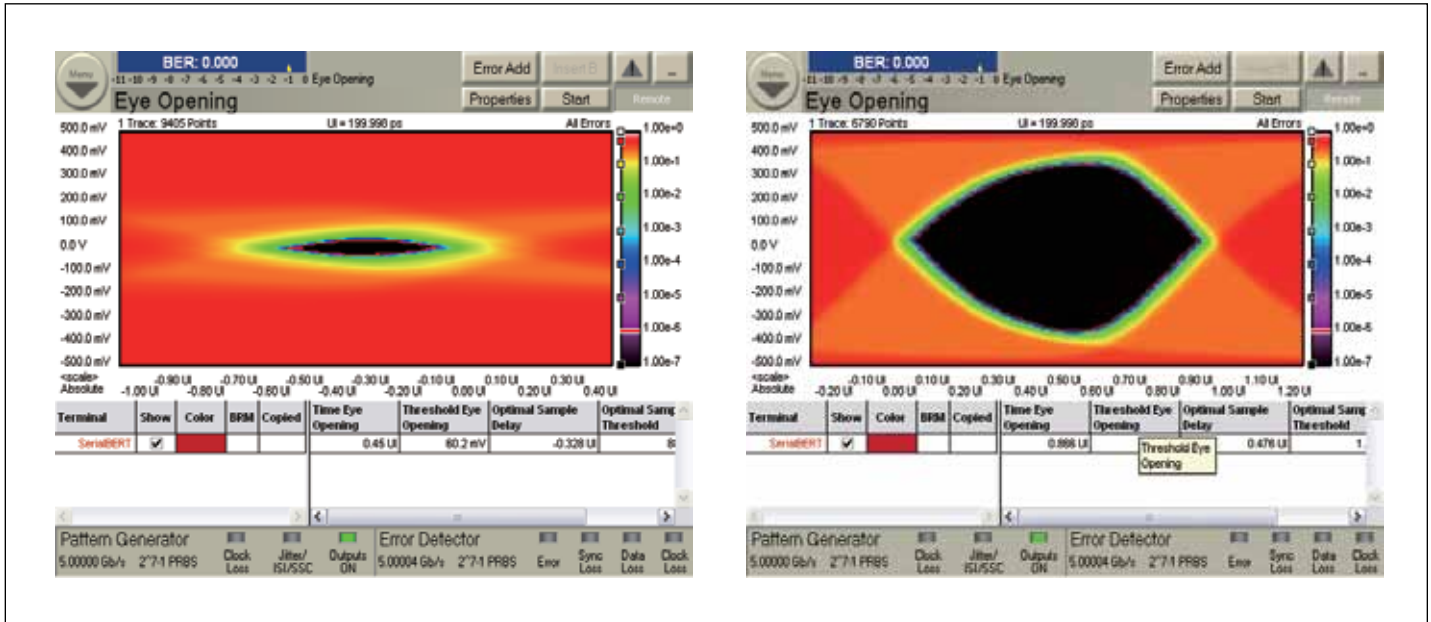 BER: 0.000
-11 -10 -9 -8 -7 -6 -5 -4 -3 -2 -1 0 Eye Opening
Menu
Error Add
Insert B
Eye Opening
Properties
Start
Remote
1 Trace: 9405 Points
UI = 199.998 ps
All Errors
500.0 mV
400.0 mV
300.0 mV
200.0 mV
100.0 mV
0.0 V
-100.0 mV
-200.0 mV
-300.0 mV
-400.0 mV
-500.0 mV
1.00e+0
1.00e-1
1.00e-2
1.00e-3
1.00e-4
1.00e-5
1.00e-6
1.00e-7
<scale>
-0.90 UI -0.70 UI -0.50 UI -0.30 UI -0.10 UI 0.10 UI 0.30 UI
Absolute -1.00 UI -0.80 UI -0.60 UI -0.40 UI -0.20 UI 0.00 UI 0.20 UI 0.40 UI
Terminal Show Color BRM Copied Time Eye Opening Threshold Eye Opening Optimal Sample Delay Optimal Samp Threshold
SerialBERT 0.45 UI 60.2 mV -0.328 UI
Pattern Generator
5.00000 Gb/s 2^7-1 PRBS
Clock Loss
Jitter/ ISI/SSC
Outputs ON
Error Detector
5.00004 Gb/s 2^7-1 PRBS
Error
Sync Loss
Data Loss
Clock Loss
BER: 0.000
-11 -10 -9 -8 -7 -6 -5 -4 -3 -2 -1 0 Eye Opening
Menu
Error Add
Eye Opening
Properties
Start
Remote
1 Trace: 6790 Points
UI = 199.998 ps
All Errors
500.0 mV
400.0 mV
300.0 mV
200.0 mV
100.0 mV
0.0 V
-100.0 mV
-200.0 mV
-300.0 mV
-400.0 mV
-500.0 mV
1.00e+0
1.00e-1
1.00e-2
1.00e-3
1.00e-4
1.00e-5
1.00e-6
1.00e-7
<scale>
-0.10 UI 0.10 UI 0.30 UI 0.50 UI 0.70 UI 0.90 UI 1.10 UI
Absolute -0.20 UI 0.00 UI 0.20 UI 0.40 UI 0.60 UI 0.80 UI 1.00 UI 1.20 UI
Terminal Show Color BRM Copied Time Eye Opening Threshold Eye Opening Optimal Sample Delay Optimal Samp Threshold
SerialBERT 0.866 UI 0.476 UI 1
Threshold Eye Opening
Pattern Generator
5.00000 Gb/s 2^7-1 PRBS
Clock Loss
Jitter/ ISI/SSC
Outputs ON
Error Detector
5.00004 Gb/s 2^7-1 PRBS
Error
Sync Loss
Data Loss
Clock Loss